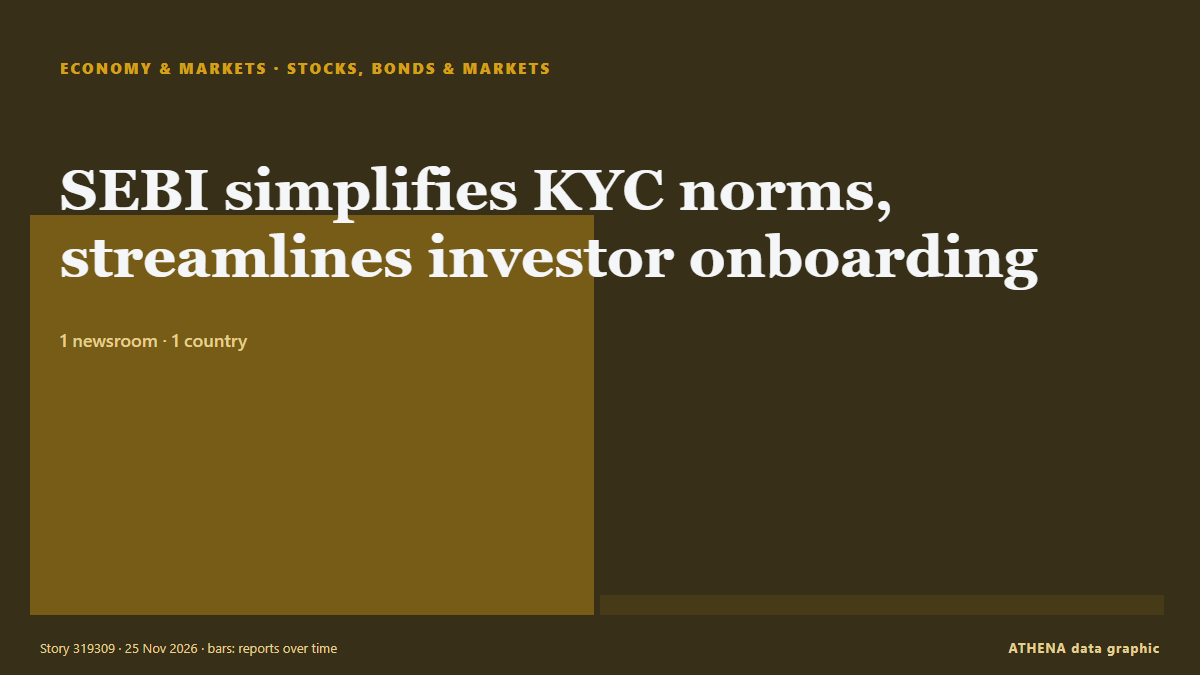 ECONOMY & MARKETS · STOCKS, BONDS & MARKETS
SEBI simplifies KYC norms,
streamlines investor onboarding
1 newsroom · 1 country
Story 319309 · 25 Nov 2026 · bars: reports over time
ATHENA data graphic